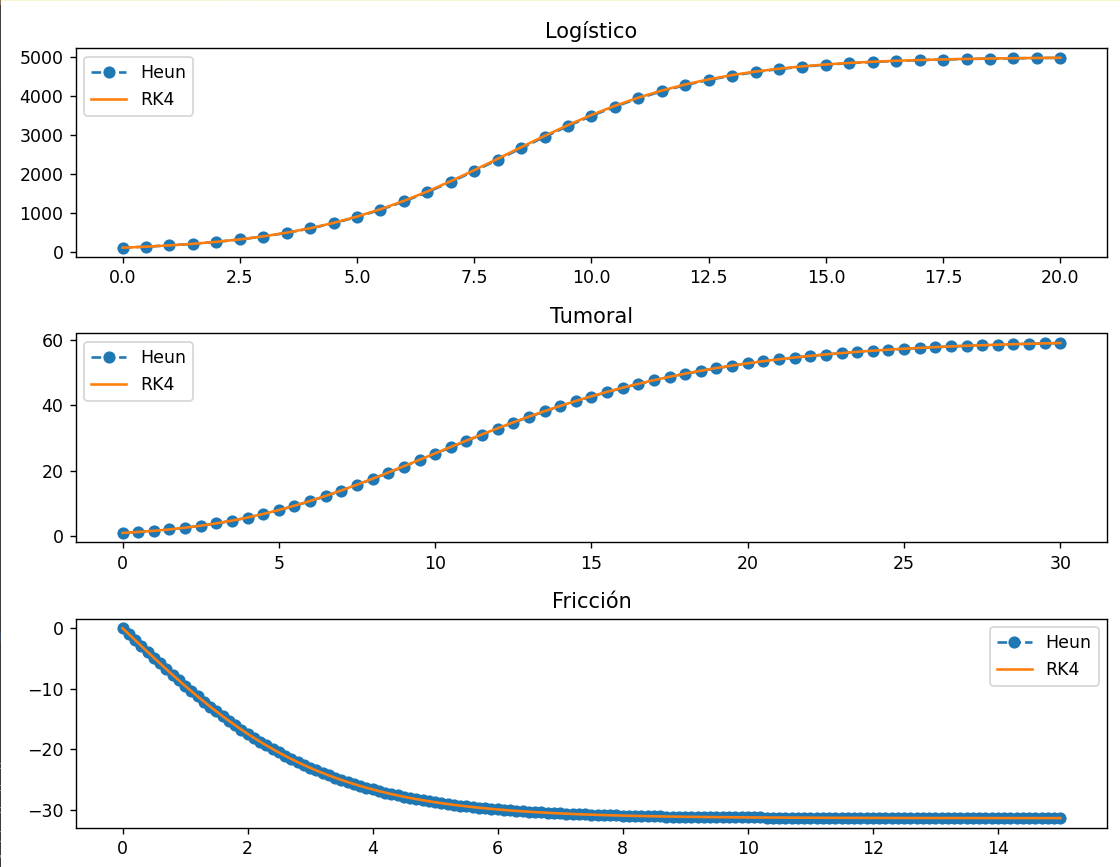 Logístico
5000
4000
3000
2000
1000
0
Heun
RK4
0.0 2.5 5.0 7.5 10.0 12.5 15.0 17.5 20.0
Tumoral
60
40
20
0
Heun
RK4
0 5 10 15 20 25 30
Fricción
0
−10
−20
−30
Heun
RK4
0 2 4 6 8 10 12 14